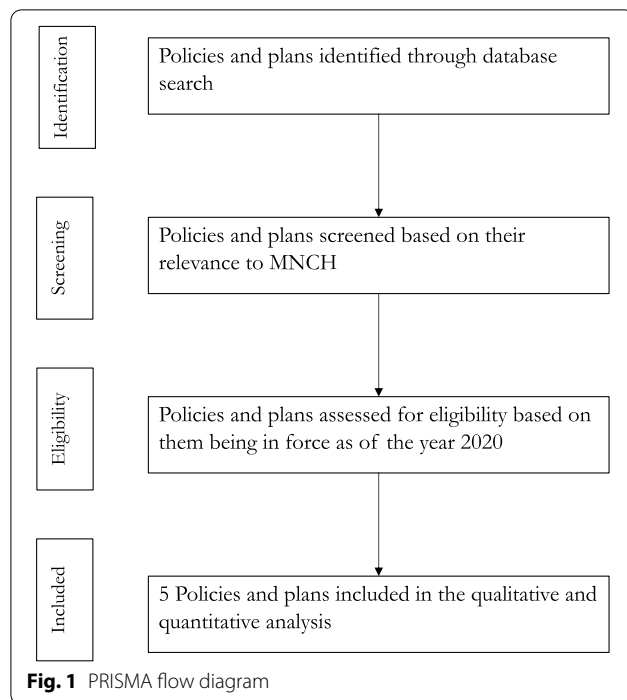 Identification
Policies and plans identified through database
search
Screening
Policies and plans screened based on their
relevance to MNCH
Eligibility
Policies and plans assessed for eligibility based on
them being in force as of the year 2020
Included
5 Policies and plans included in the qualitative and
quantitative analysis
Fig. 1 PRISMA flow diagram